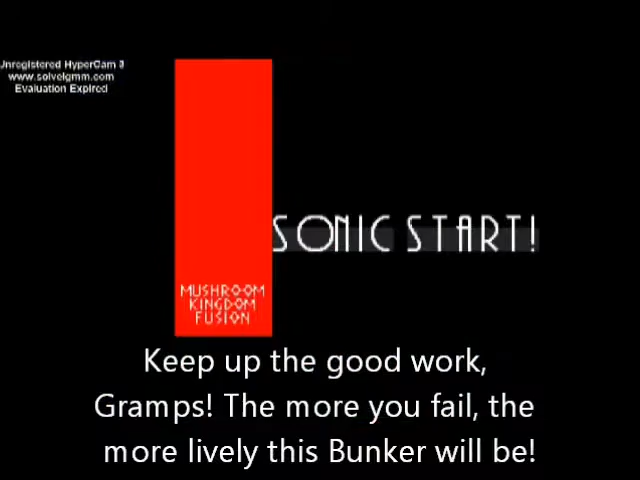 Unregistered HyperCam 3
www.solveigmm.com
Evaluation Expired
SONIC START!
MUSHROOM
KINGDOM
FUSION
Keep up the good work,
Gramps! The more you fail, the
more lively this Bunker will be!